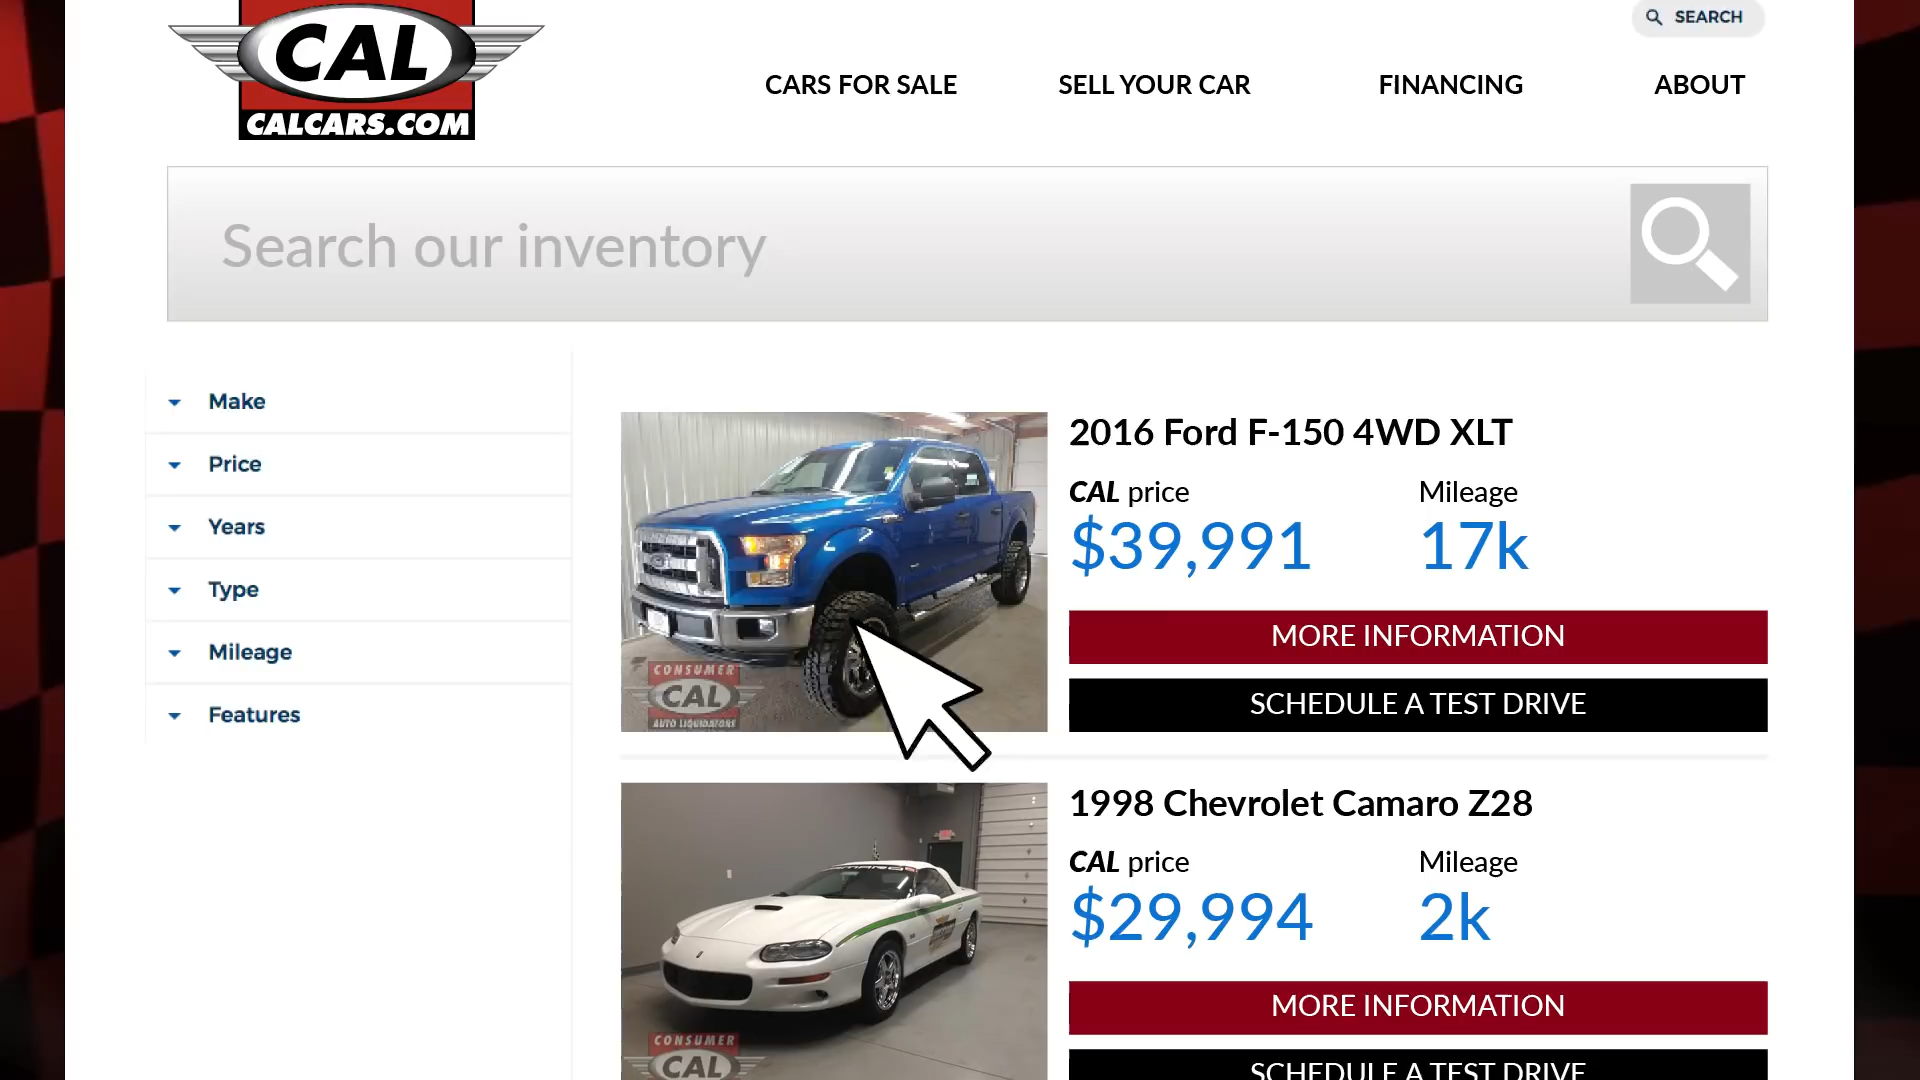 CAL
CALCARS.COM
SEARCH
CARS FOR SALE
SELL YOUR CAR
FINANCING
ABOUT
Search our inventory
Make
Price
Years
Type
Mileage
Features
2016 Ford F-150 4WD XLT
CAL price
Mileage
$39,991
17k
MORE INFORMATION
SCHEDULE A TEST DRIVE
CONSUMER
CAL
AUTO LIQUIDATORS
1998 Chevrolet Camaro Z28
CAL price
Mileage
$29,994
2k
MORE INFORMATION
SCHEDULE A TEST DRIVE
CONSUMER
CAL